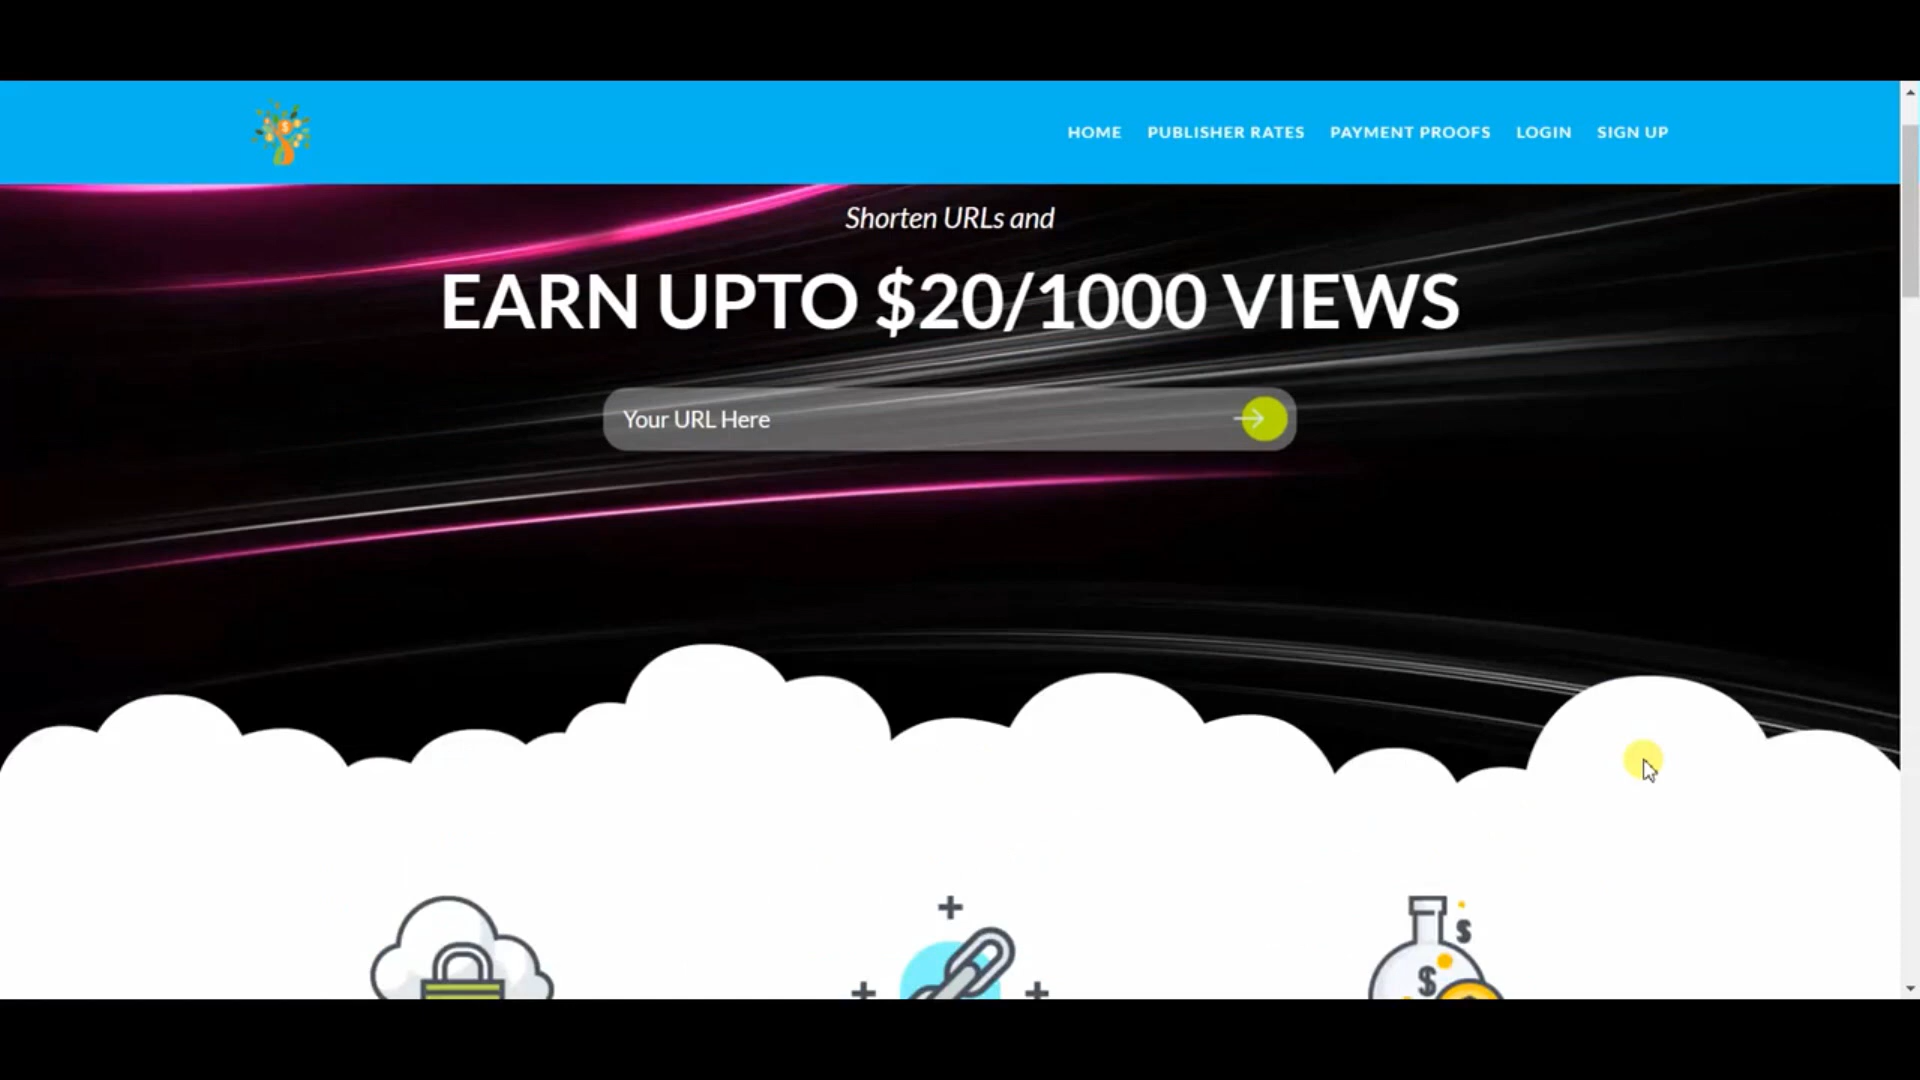 HOME PUBLISHER RATES PAYMENT PROOFS LOGIN SIGN UP
Shorten URLs and
EARN UPTO $20/1000 VIEWS
Your URL Here
$
$